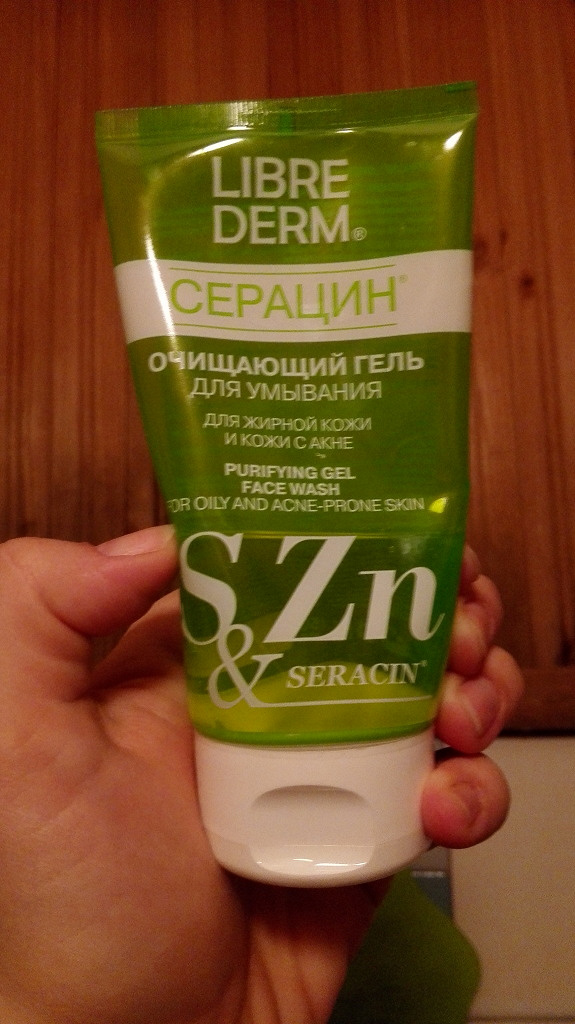 LIBRE
DERM®
СЕРАЦИН®
ОЧИЩАЮЩИЙ ГЕЛЬ
ДЛЯ УМЫВАНИЯ
ДЛЯ ЖИРНОЙ КОЖИ
И КОЖИ С АКНЕ
PURIFYING GEL
FACE WASH
FOR OILY AND ACNE-PRONE SKIN
S Zn
& SERACIN®